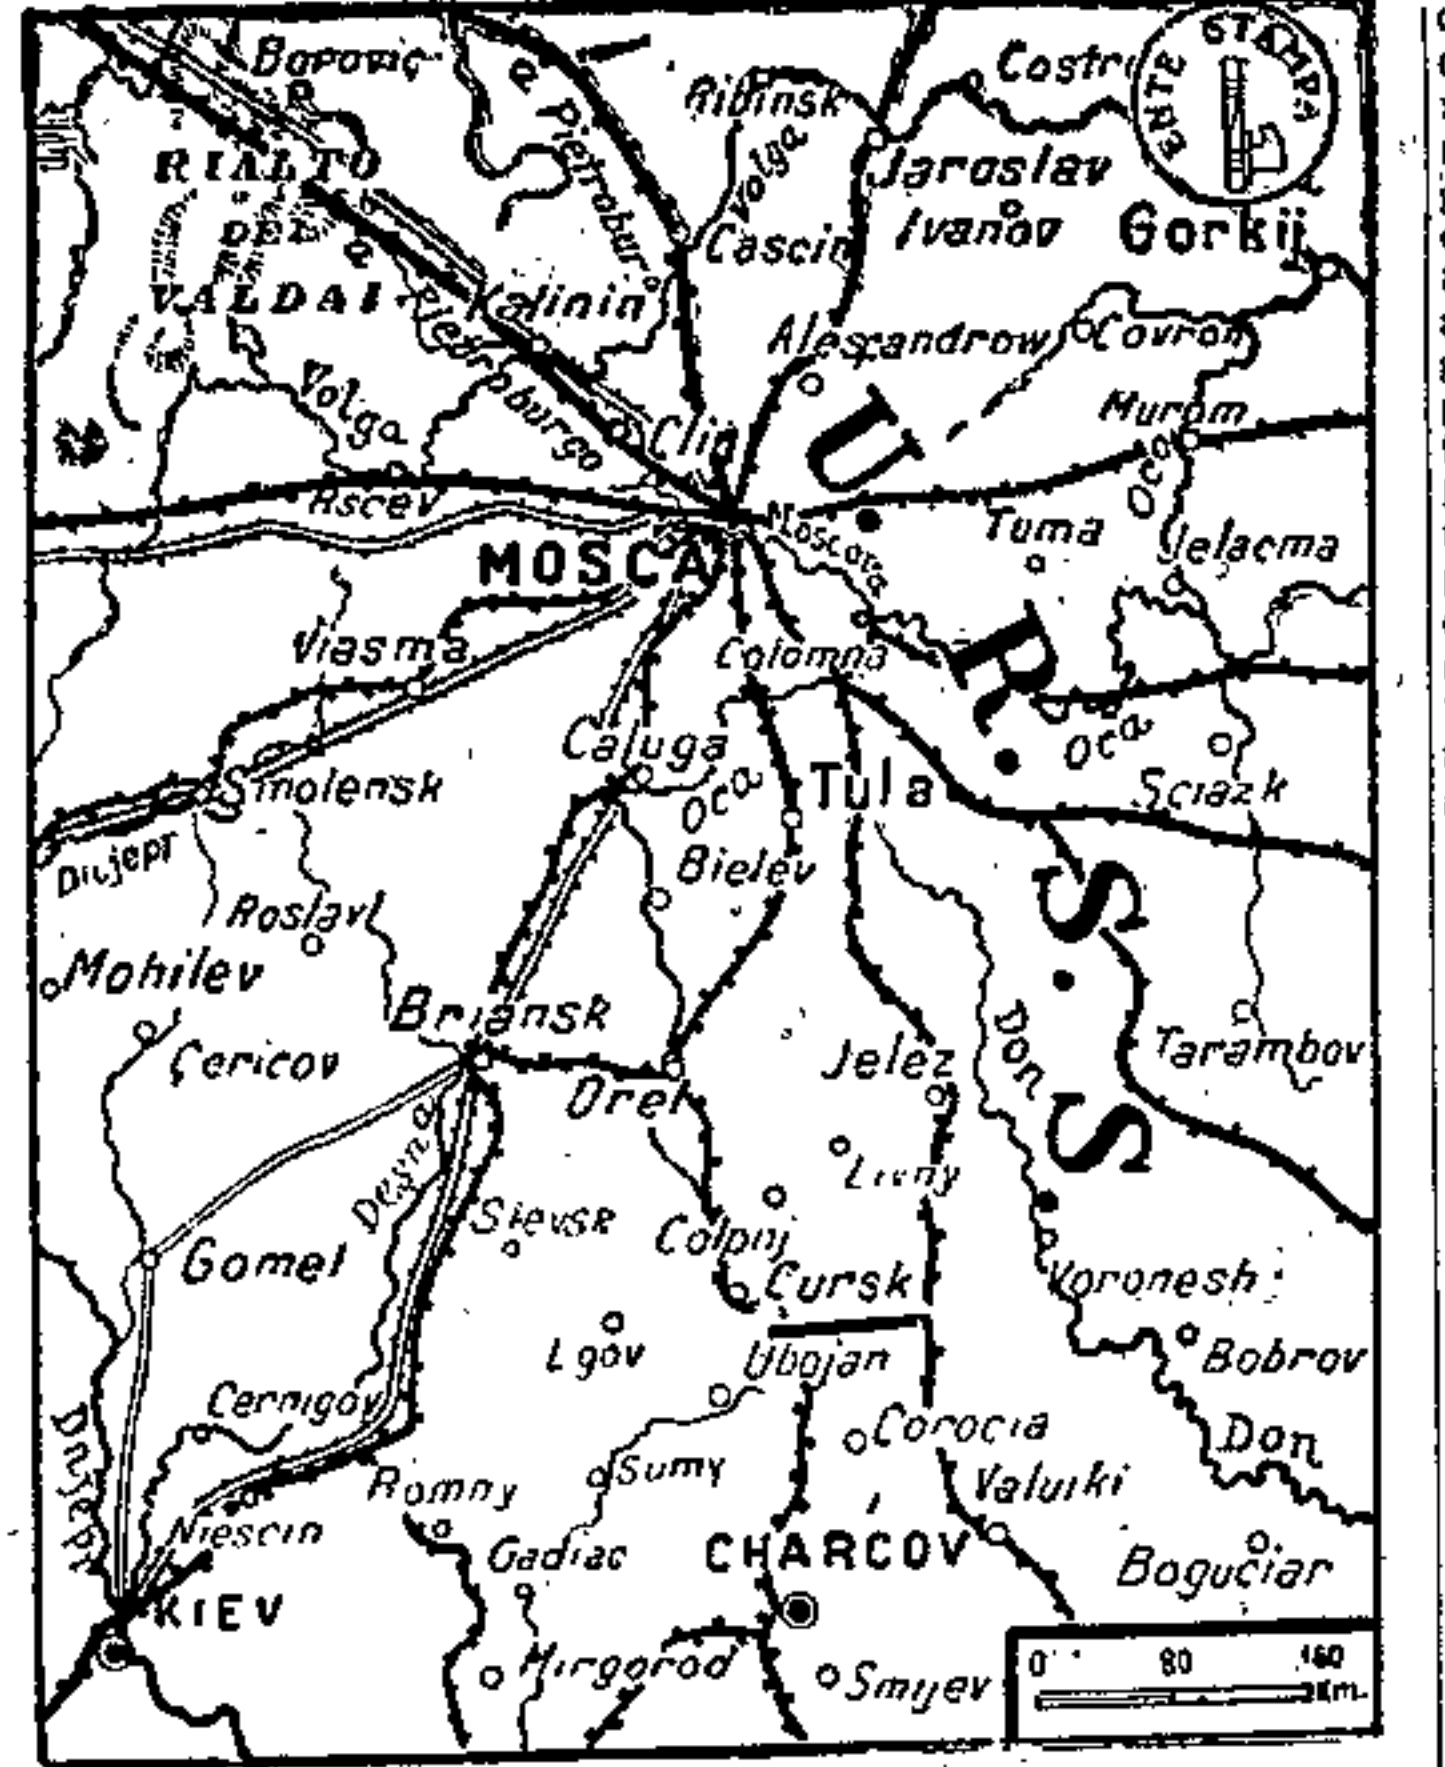 Borovic
Ribinsk
Costr
ENTE STAMPA
a Pietrobur
Volga
Jaroslav
RIALTO
DEL
VALDAI
Cascin
Ivanov
Gorkij
a Pietroburgo
Kalinin
Alescandrow
Covron
Volga
Clin
Murom
Oca
Rscev
MOSCA
Moscova
Tuma
Jelacma
U.R.S.S.
Viasma
Colomna
Caluga
Oca
Oca
Smolensk
Tula
Sciazk
Dnjepr
Bielev
Roslavl
Mohilev
Briansk
Don
Cericov
Jelez
Tarambov
Orel
Desna
Livny
Sievsk
Gomel
Colpnj
Cursk
Voronesh
Lgov
Ubojan
Bobrov
Cernigov
Corocia
Don
Dnjepr
Romny
Sumy
Valuiki
Niescin
Gadiac
CHARCOV
Bogučiar
KIEV
Mirgorod
Smijev
0 80 160
Km.